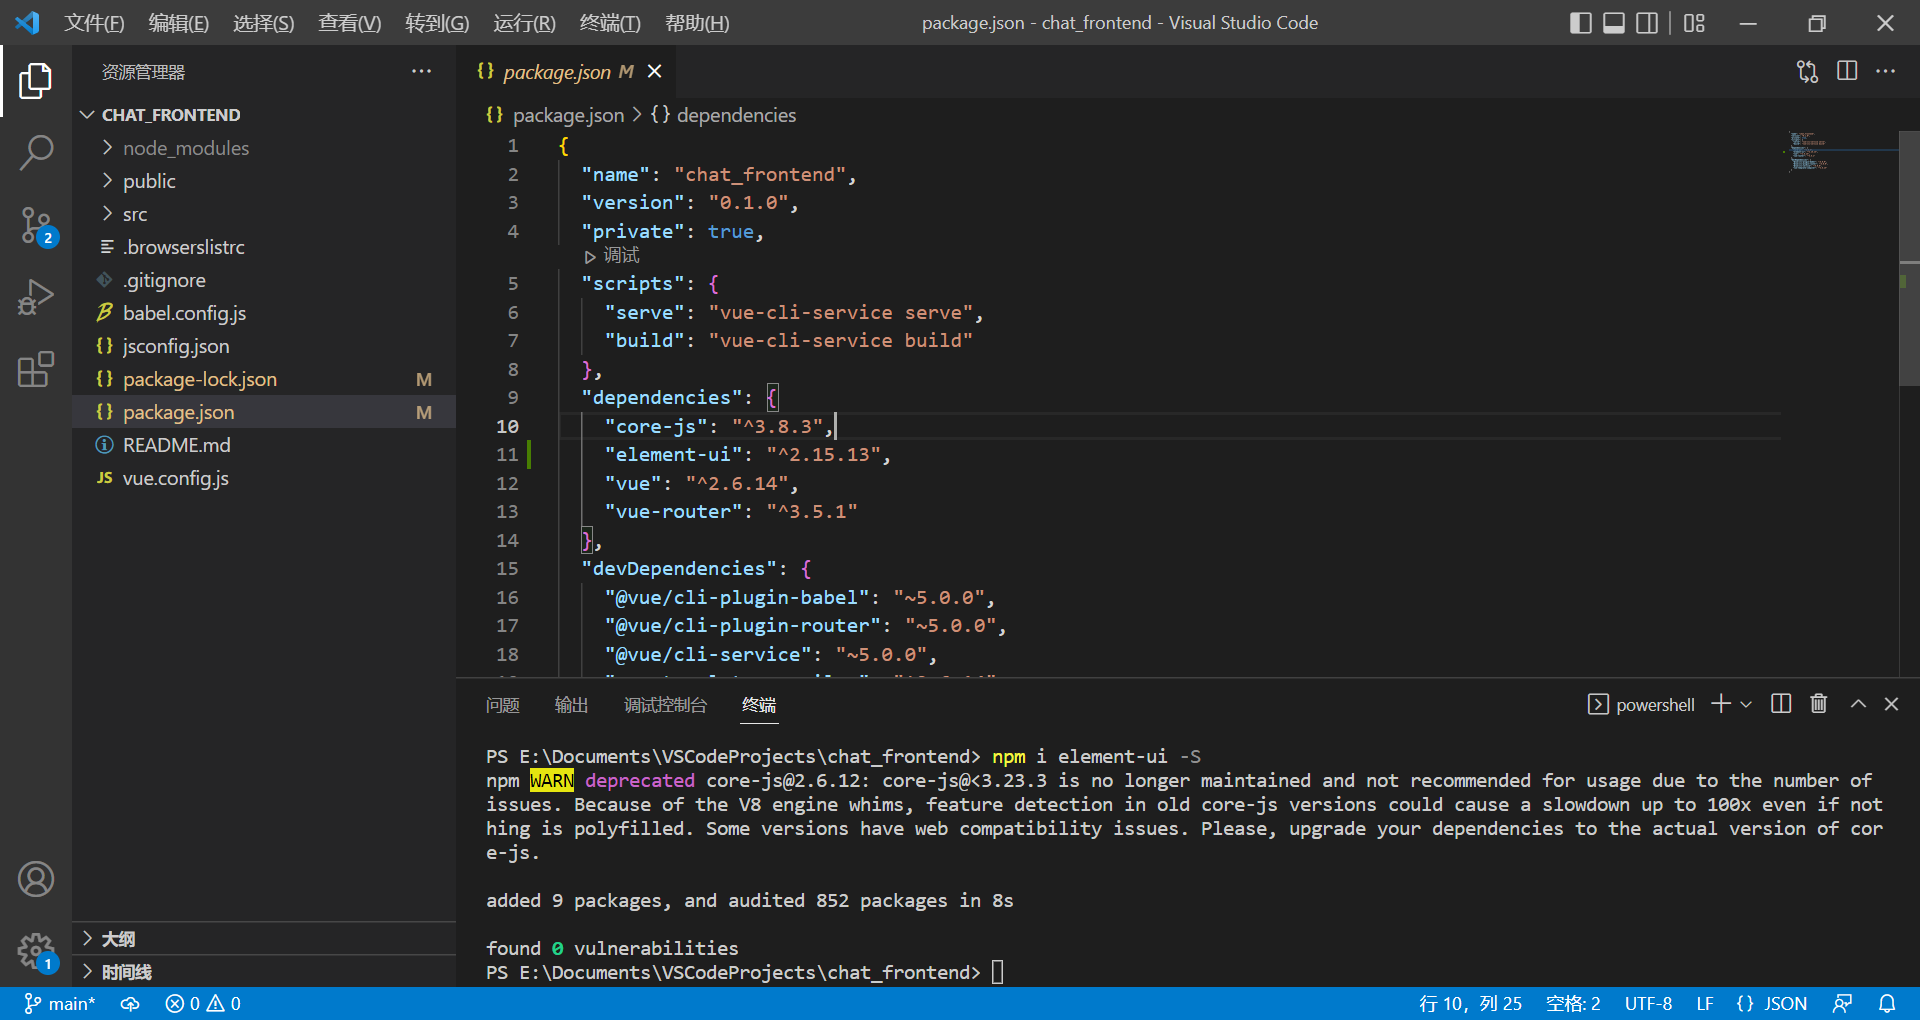 文件(F) 编辑(E) 选择(S) 查看(V) 转到(G) 运行(R) 终端(T) 帮助(H) package.json - chat_frontend - Visual Studio Code
资源管理器
CHAT_FRONTEND
node_modules
public
src
.browserslistrc
.gitignore
babel.config.js
jsconfig.json
package-lock.json M
package.json M
README.md
JS vue.config.js
大纲
时间线
2
1
{} package.json M
{} package.json > {} dependencies
1 {
2 "name": "chat_frontend",
3 "version": "0.1.0",
4 "private": true,
调试
5 "scripts": {
6 "serve": "vue-cli-service serve",
7 "build": "vue-cli-service build"
8 },
9 "dependencies": {
10 "core-js": "^3.8.3",
11 "element-ui": "^2.15.13",
12 "vue": "^2.6.14",
13 "vue-router": "^3.5.1"
14 },
15 "devDependencies": {
16 "@vue/cli-plugin-babel": "~5.0.0",
17 "@vue/cli-plugin-router": "~5.0.0",
18 "@vue/cli-service": "~5.0.0",
问题 输出 调试控制台 终端 powershell
PS E:\Documents\VSCodeProjects\chat_frontend> npm i element-ui -S
npm WARN deprecated core-js@2.6.12: core-js@<3.23.3 is no longer maintained and not recommended for usage due to the number of
issues. Because of the V8 engine whims, feature detection in old core-js versions could cause a slowdown up to 100x even if not
hing is polyfilled. Some versions have web compatibility issues. Please, upgrade your dependencies to the actual version of cor
e-js.
added 9 packages, and audited 852 packages in 8s
found 0 vulnerabilities
PS E:\Documents\VSCodeProjects\chat_frontend>
main* 0 0 行 10，列 25 空格: 2 UTF-8 LF {} JSON